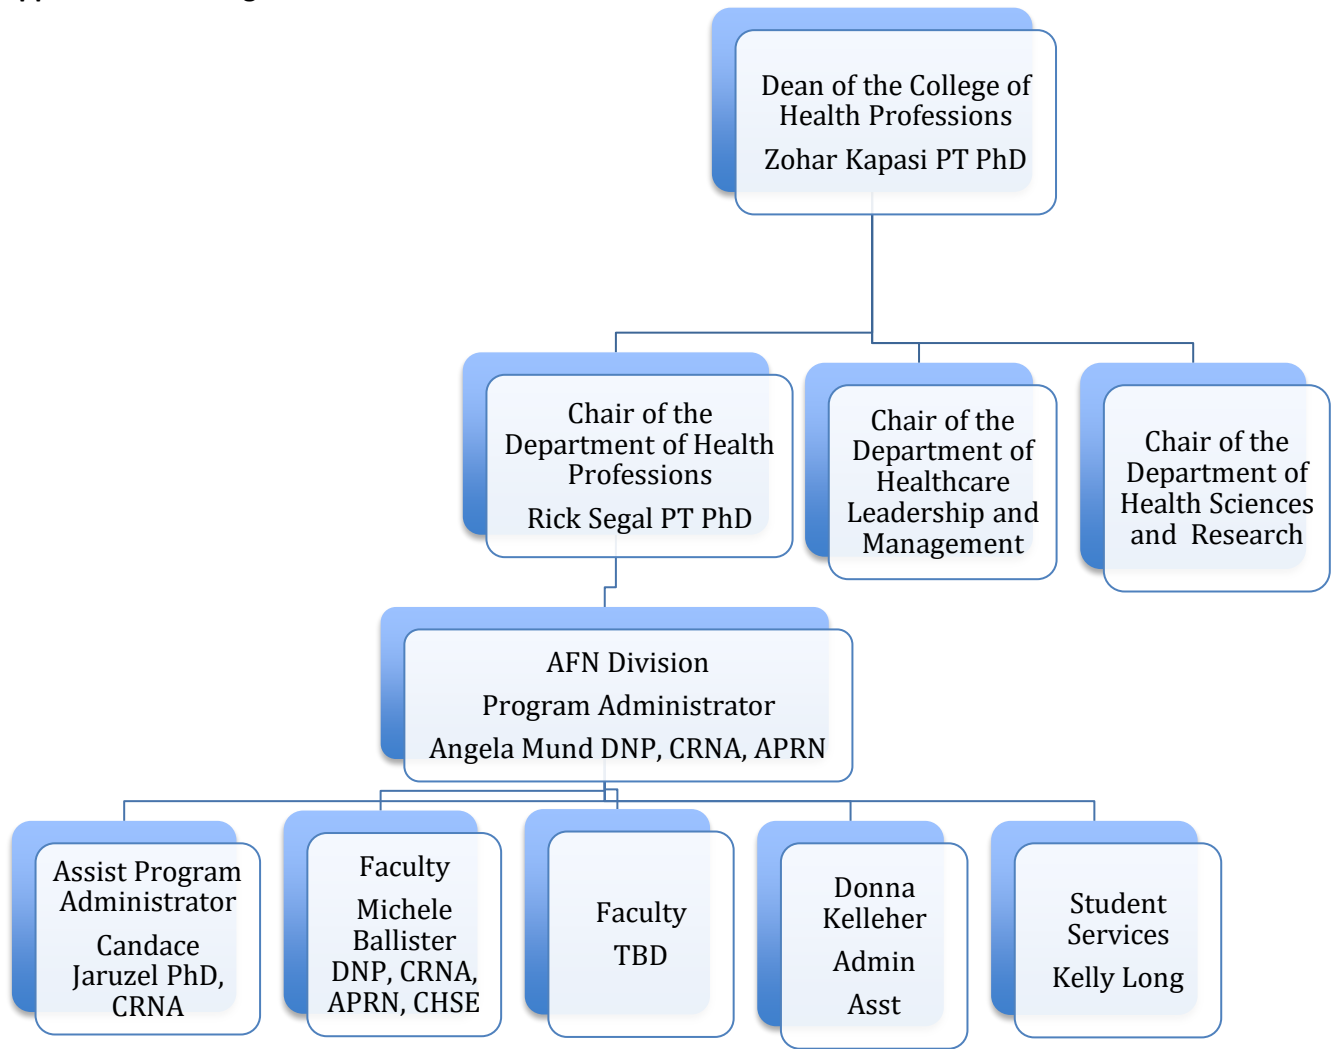 Dean of the College of
Health Professions
Zohar Kapasi PT PhD
Chair of the
Department of Health
Professions
Rick Segal PT PhD
Chair of the
Department of
Healthcare
Leadership and
Management
Chair of the
Department of
Health Sciences
and Research
AFN Division
Program Administrator
Angela Mund DNP, CRNA, APRN
Assist Program
Administrator
Candace
Jaruzel PhD,
CRNA
Faculty
Michele
Ballister
DNP, CRNA,
APRN, CHSE
Faculty
TBD
Donna
Kelleher
Admin
Asst
Student
Services
Kelly Long